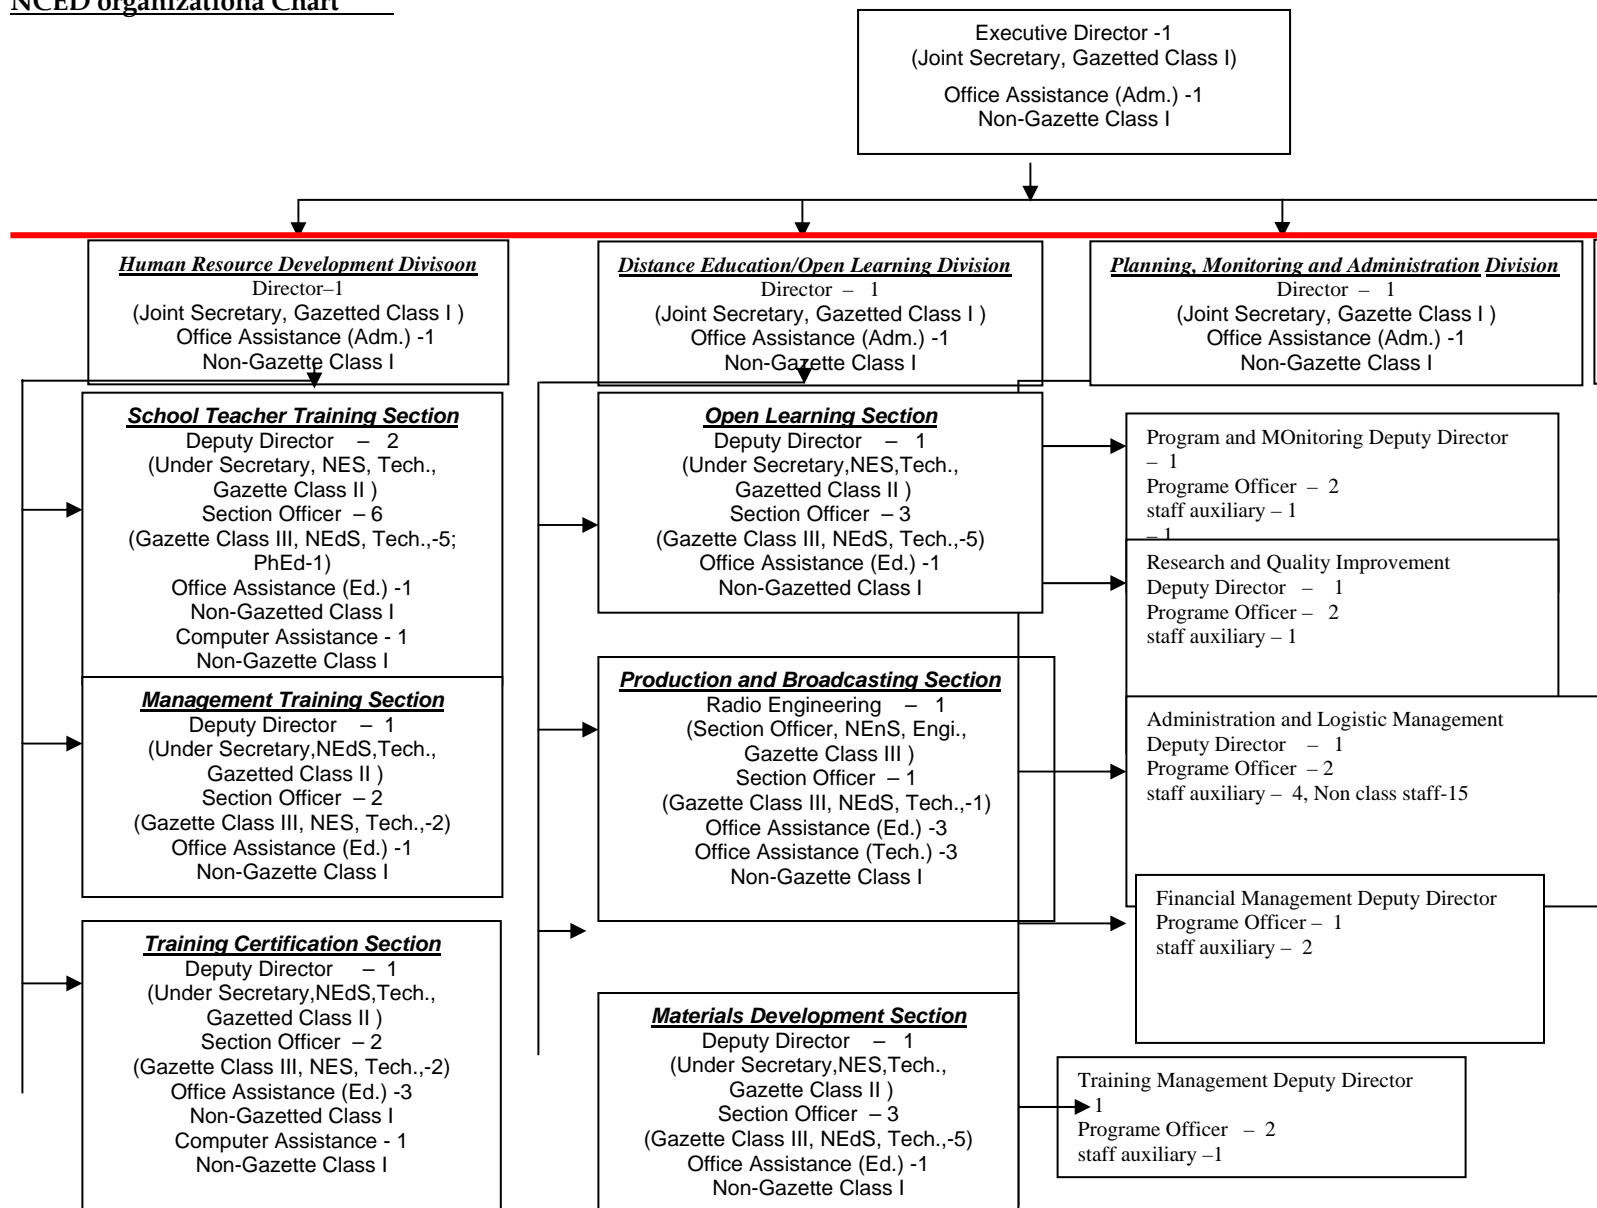 NCED organizationa Chart
Executive Director -1
(Joint Secretary, Gazetted Class I)
Office Assistance (Adm.) -1
Non-Gazette Class I
Human Resource Development Divisoon
Director–1
(Joint Secretary, Gazetted Class I )
Office Assistance (Adm.) -1
Non-Gazette Class I
School Teacher Training Section
Deputy Director – 2
(Under Secretary, NES, Tech.,
Gazette Class II )
Section Officer – 6
(Gazette Class III, NEdS, Tech.,-5;
PhEd-1)
Office Assistance (Ed.) -1
Non-Gazetted Class I
Computer Assistance - 1
Non-Gazette Class I
Management Training Section
Deputy Director – 1
(Under Secretary,NEdS,Tech.,
Gazetted Class II )
Section Officer – 2
(Gazette Class III, NES, Tech.,-2)
Office Assistance (Ed.) -1
Non-Gazette Class I
Training Certification Section
Deputy Director – 1
(Under Secretary,NEdS,Tech.,
Gazetted Class II )
Section Officer – 2
(Gazette Class III, NES, Tech.,-2)
Office Assistance (Ed.) -3
Non-Gazetted Class I
Computer Assistance - 1
Non-Gazette Class I
Distance Education/Open Learning Division
Director – 1
(Joint Secretary, Gazetted Class I )
Office Assistance (Adm.) -1
Non-Gazette Class I
Open Learning Section
Deputy Director – 1
(Under Secretary,NES,Tech.,
Gazetted Class II )
Section Officer – 3
(Gazette Class III, NEdS, Tech.,-5)
Office Assistance (Ed.) -1
Non-Gazetted Class I
Production and Broadcasting Section
Radio Engineering – 1
(Section Officer, NEnS, Engi.,
Gazette Class III )
Section Officer – 1
(Gazette Class III, NEdS, Tech.,-1)
Office Assistance (Ed.) -3
Office Assistance (Tech.) -3
Non-Gazette Class I
Materials Development Section
Deputy Director – 1
(Under Secretary,NES,Tech.,
Gazette Class II )
Section Officer – 3
(Gazette Class III, NEdS, Tech.,-5)
Office Assistance (Ed.) -1
Non-Gazette Class I
Planning, Monitoring and Administration Division
Director – 1
(Joint Secretary, Gazette Class I )
Office Assistance (Adm.) -1
Non-Gazette Class I
Program and MOnitoring Deputy Director
– 1
Programe Officer – 2
staff auxiliary – 1
– 1
Research and Quality Improvement
Deputy Director – 1
Programe Officer – 2
staff auxiliary – 1
Administration and Logistic Management
Deputy Director – 1
Programe Officer – 2
staff auxiliary – 4, Non class staff-15
Financial Management Deputy Director
Programe Officer – 1
staff auxiliary – 2
Training Management Deputy Director
1
Programe Officer – 2
staff auxiliary –1